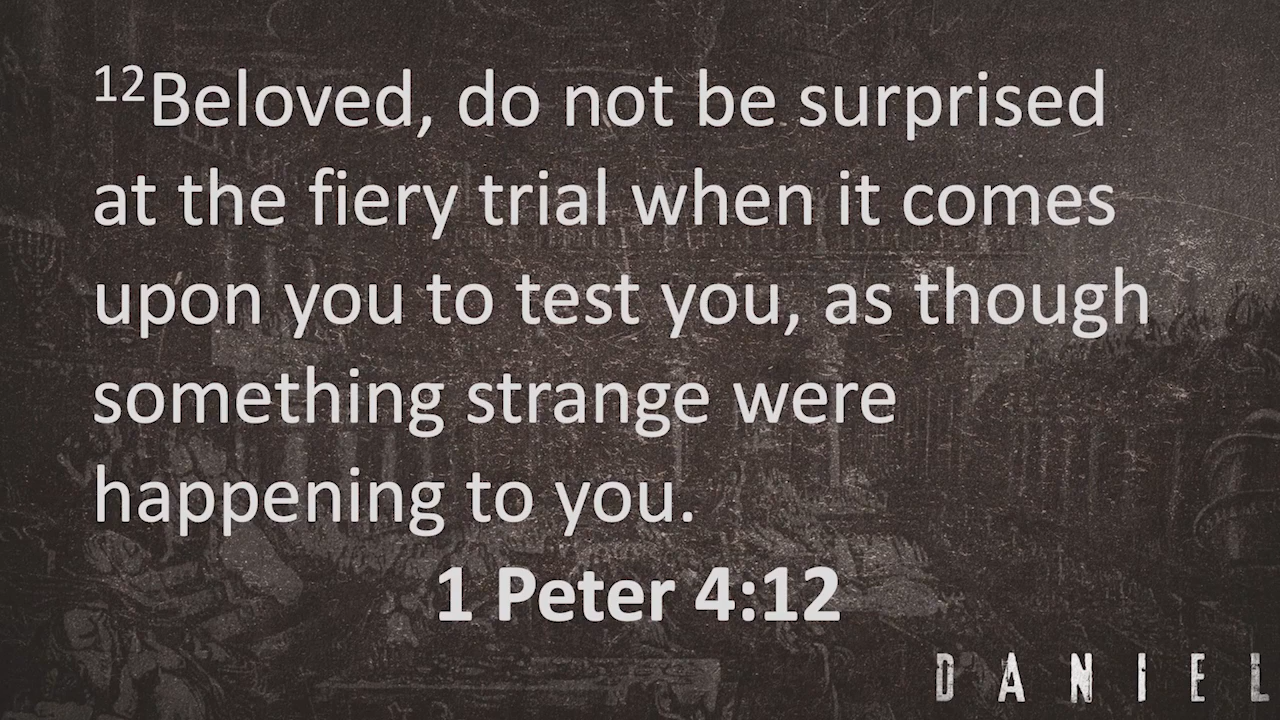 12Beloved, do not be surprised
at the fiery trial when it comes
upon you to test you, as though
something strange were
happening to you.
1 Peter 4:12
DANIEL